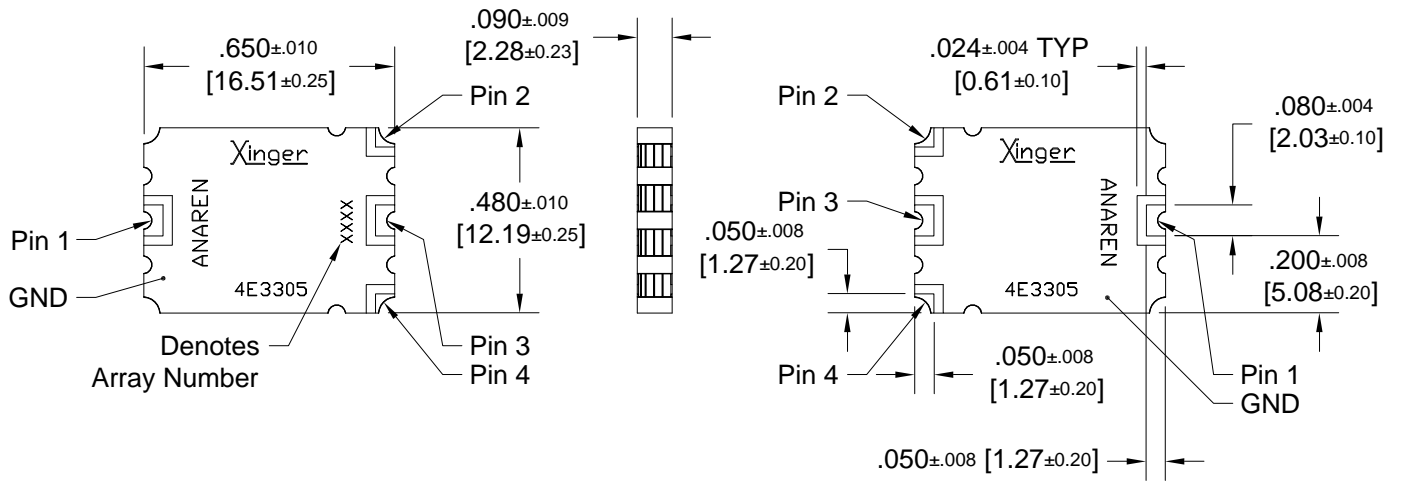 .650±.010
[16.51±0.25]
.090±.009
[2.28±0.23]
Pin 2
Xinger
ANAREN
XXXX
4E3305
.480±.010
[12.19±0.25]
Pin 1
GND
Denotes
Array Number
Pin 3
Pin 4
.024±.004 TYP
[0.61±0.10]
Pin 2
.080±.004
[2.03±0.10]
Xinger
ANAREN
4E3305
Pin 3
.050±.008
[1.27±0.20]
.200±.008
[5.08±0.20]
Pin 4
.050±.008
[1.27±0.20]
Pin 1
GND
.050±.008 [1.27±0.20]